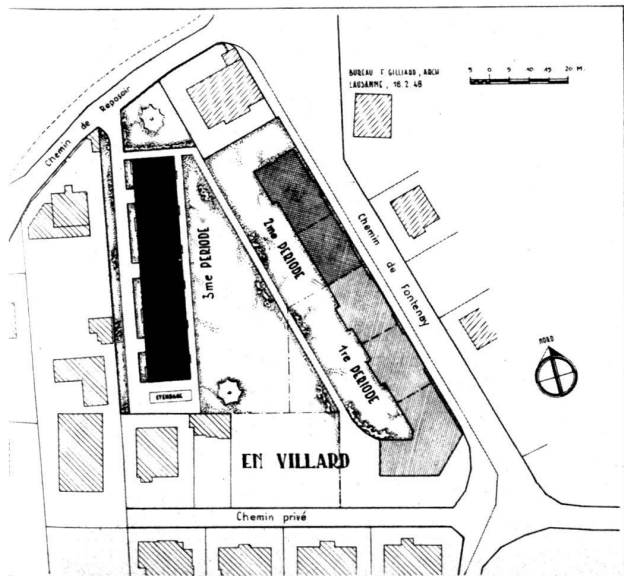 BUREAU F. GILLIARD, ARCH
LAUSANNE, 18.2.48
5 0 5 10 15 20 M.
Chemin de Reposoir
Chemin de Fontenay
2me PERIODE
3me PERIODE
1re PERIODE
NORD
ETENDAGE
EN VILLARD
Chemin privé